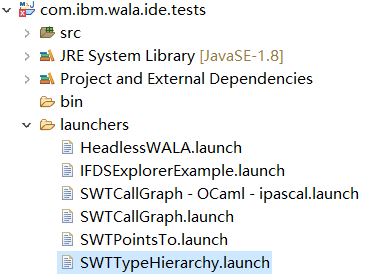 com.ibm.wala.ide.tests
src
JRE System Library [JavaSE-1.8]
Project and External Dependencies
bin
launchers
HeadlessWALA.launch
IFDSExplorerExample.launch
SWTCallGraph - OCaml - ipascal.launch
SWTCallGraph.launch
SWTPointsTo.launch
SWTTypeHierarchy.launch